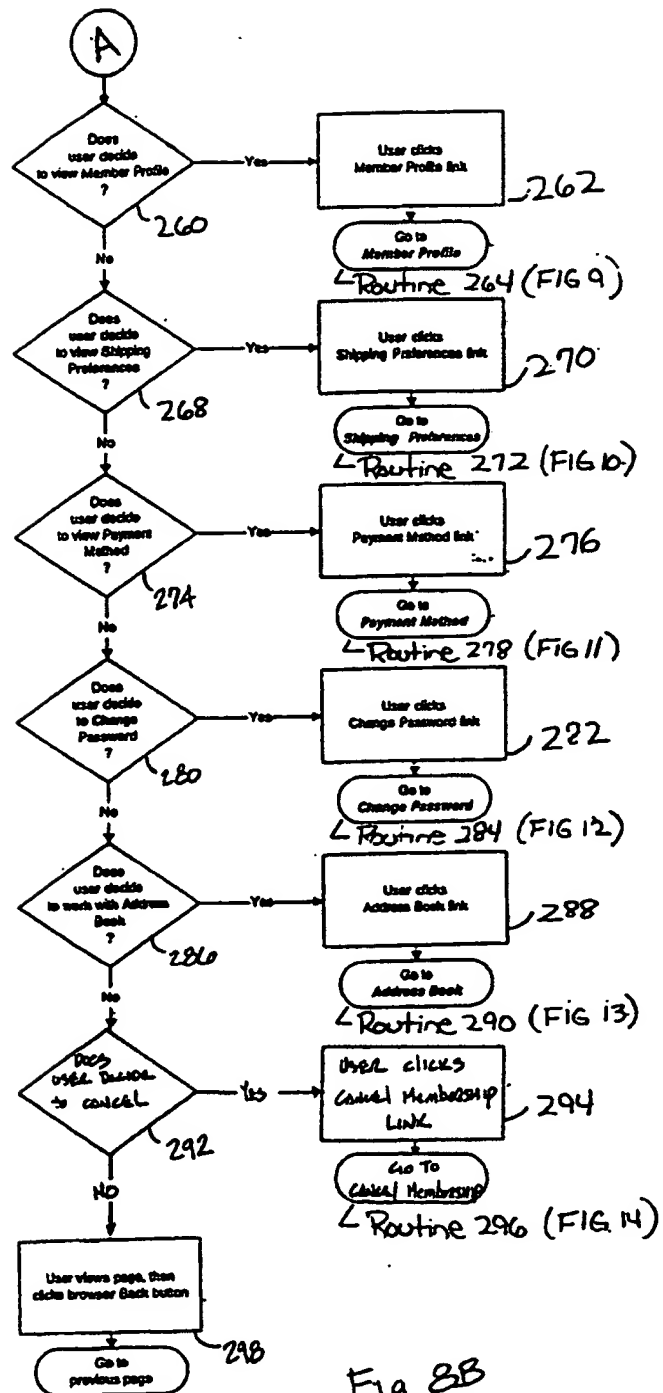 A
Does
user decide
to view Member Profile
?
260
Yes
User clicks
Member Profile link
262
Go to
Member Profile
Routine 264 (FIG 9)
No
Does
user decide
to view Shipping
Preferences
?
268
Yes
User clicks
Shipping Preferences link
270
Go to
Shipping Preferences
Routine 272 (FIG 10.)
No
Does
user decide
to view Payment
Method
?
274
Yes
User clicks
Payment Method link
276
Go to
Payment Method
Routine 278 (FIG 11)
No
Does
user decide
to Change
Password
?
280
Yes
User clicks
Change Password link
282
Go to
Change Password
Routine 284 (FIG 12)
No
Does
user decide
to work with Address
Book
?
286
Yes
User clicks
Address Book link
288
Go to
Address Book
Routine 290 (FIG 13)
No
DOES
USER DECIDE
to CANCEL
292
Yes
USER clicks
Cancel Membership
LINK
294
GO TO
Cancel Membership
Routine 296 (FIG. 14)
NO
User views page, then
clicks browser Back button
298
Go to
previous page
Fig 8B